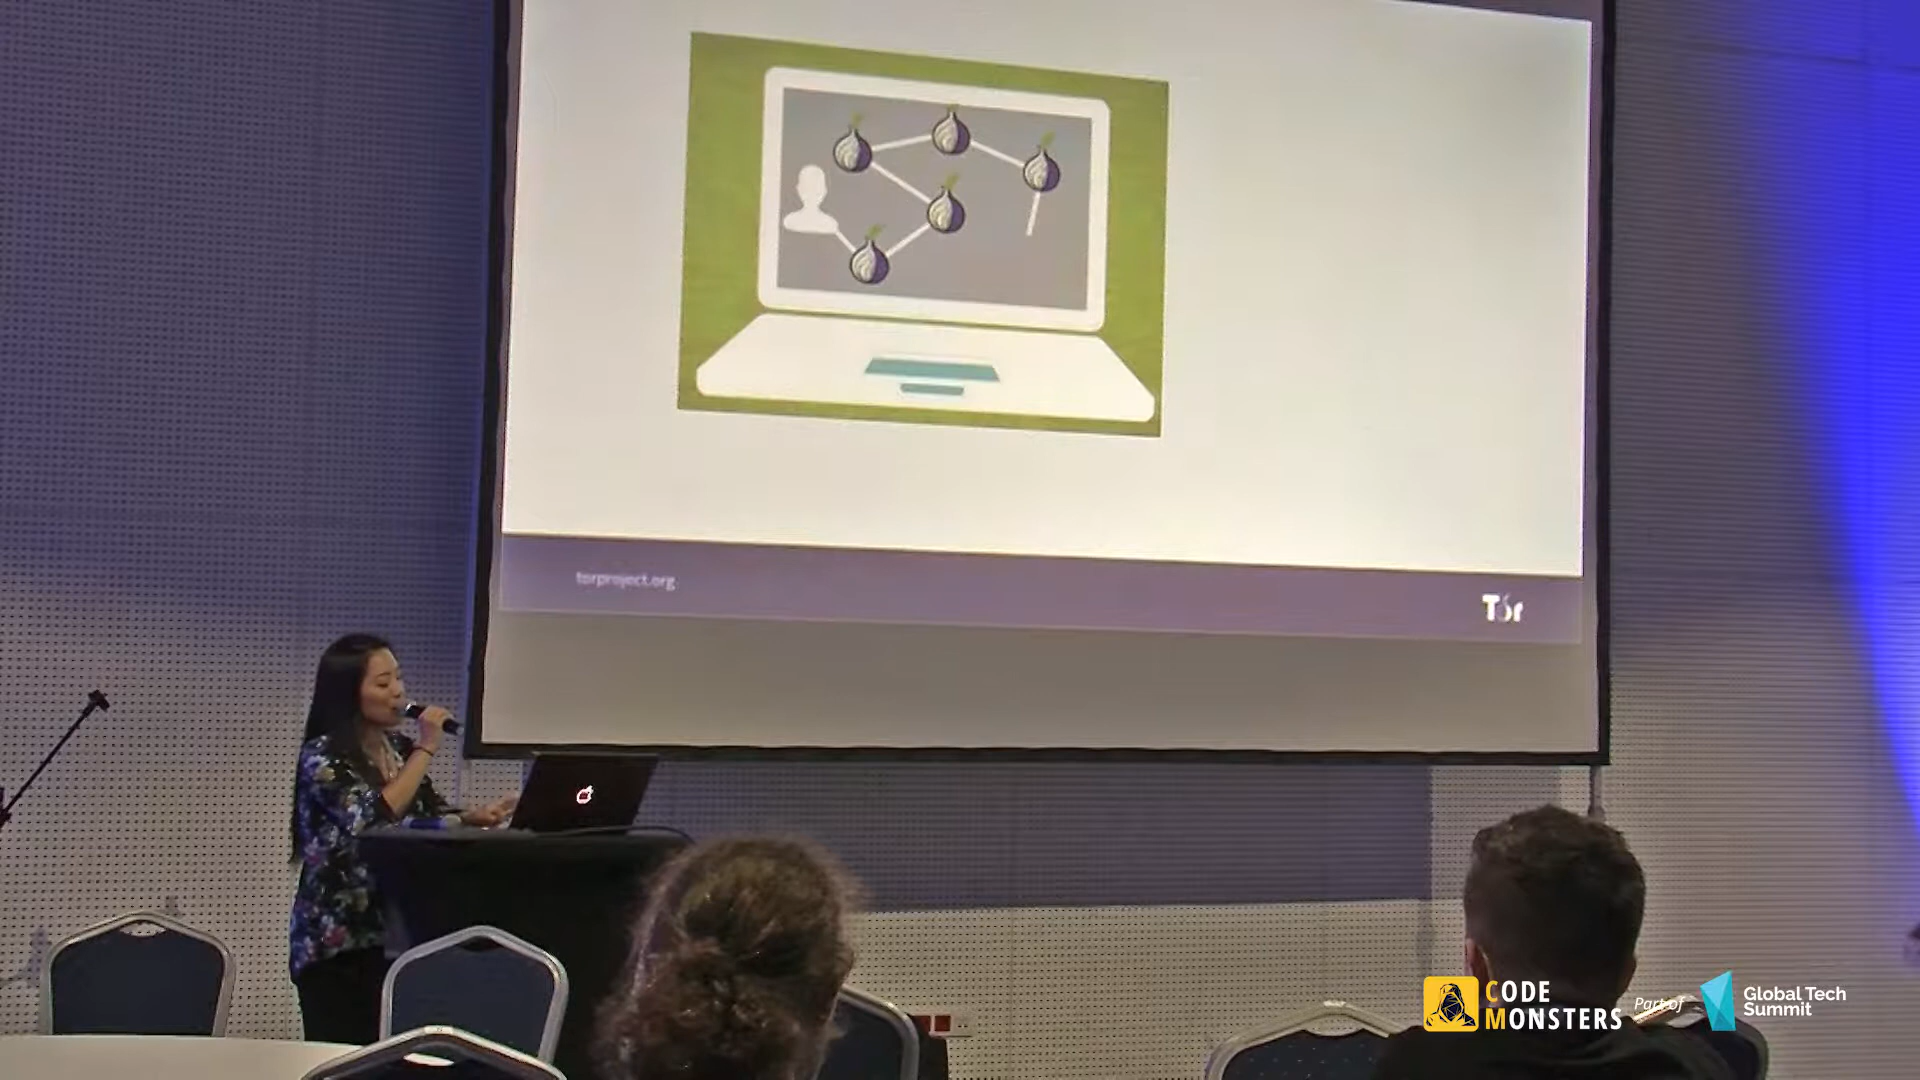 torproject.org
Tor
CODE
MONSTERS
Part of
Global Tech
Summit